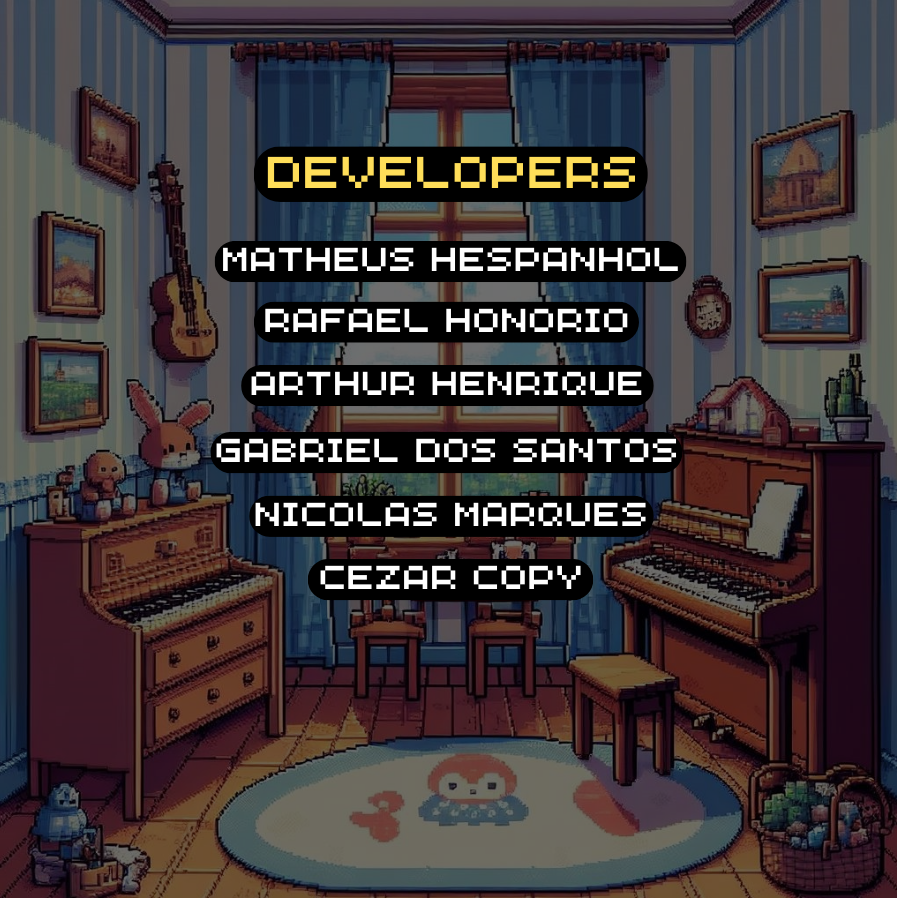 DEVELOPERS
MATHEUS HESPANHOL
RAFAEL HONORIO
ARTHUR HENRIQUE
GABRIEL DOS SANTOS
NICOLAS MARQUES
CEZAR COPY